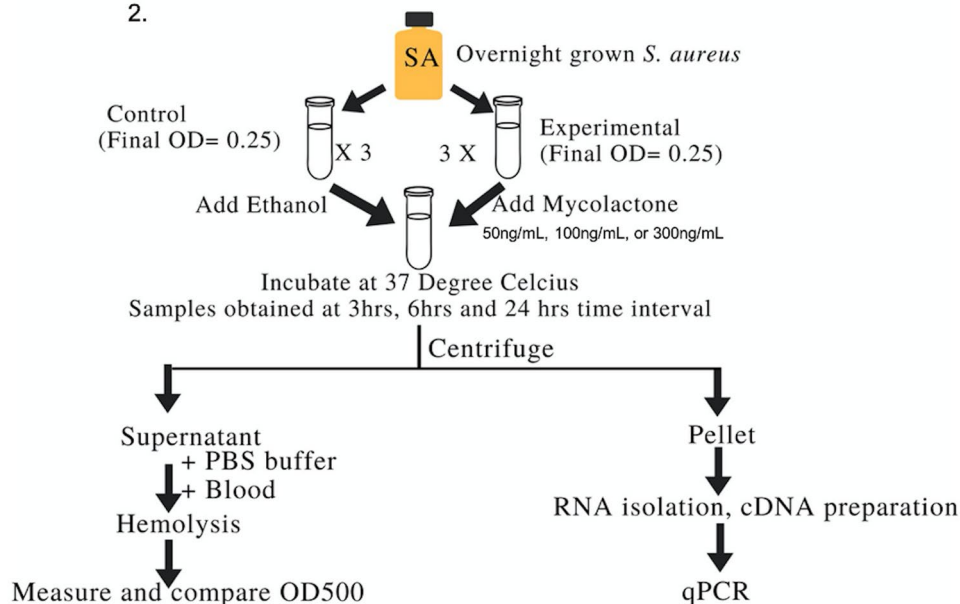 2.
SA
Overnight grown S. aureus
Control
(Final OD= 0.25)
X 3
3 X
Experimental
(Final OD= 0.25)
Add Ethanol
Add Mycolactone
50ng/mL, 100ng/mL, or 300ng/mL
Incubate at 37 Degree Celcius
Samples obtained at 3hrs, 6hrs and 24 hrs time interval
Centrifuge
Supernatant
+ PBS buffer
+ Blood
Hemolysis
Measure and compare OD500
Pellet
RNA isolation, cDNA preparation
qPCR